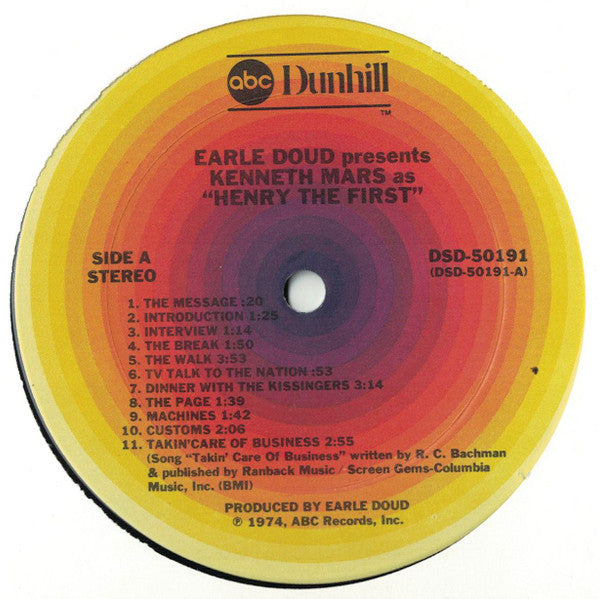 abc Dunhill
™
EARLE DOUD presents
KENNETH MARS as
"HENRY THE FIRST"
SIDE A
STEREO
DSD-50191
(DSD-50191-A)
1. THE MESSAGE :20
2. INTRODUCTION 1:25
3. INTERVIEW 1:14
4. THE BREAK 1:50
5. THE WALK 3:53
6. TV TALK TO THE NATION :53
7. DINNER WITH THE KISSINGERS 3:14
8. THE PAGE 1:39
9. MACHINES 1:42
10. CUSTOMS 2:06
11. TAKIN'CARE OF BUSINESS 2:55
(Song "Takin' Care Of Business" written by R. C. Bachman
& published by Ranback Music / Screen Gems-Columbia
Music, Inc. (BMI)
PRODUCED BY EARLE DOUD
℗ 1974, ABC Records, Inc.